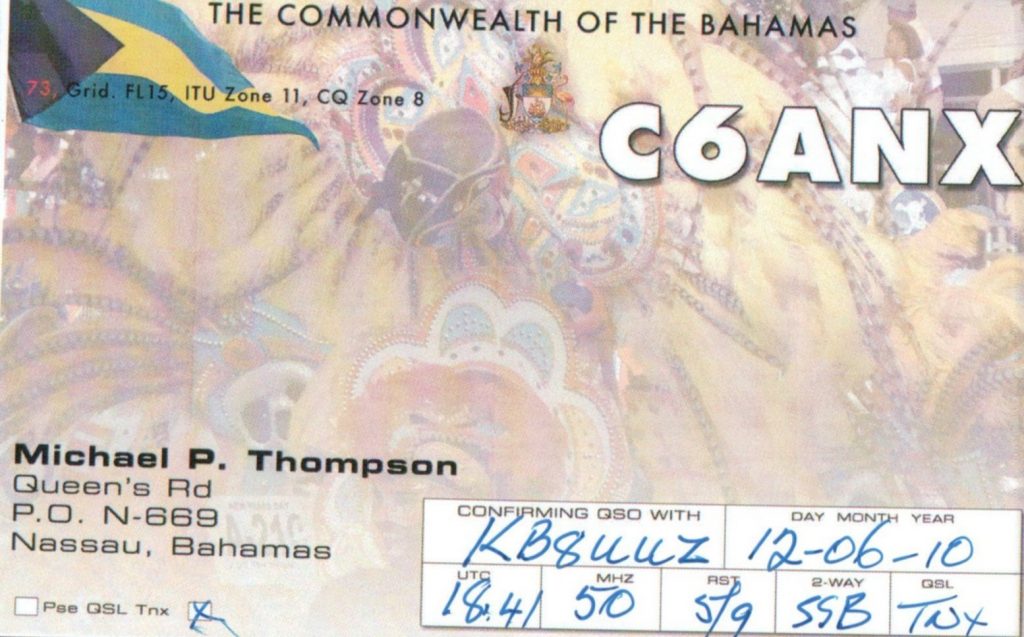 THE COMMONWEALTH OF THE BAHAMAS
73, Grid. FL15, ITU Zone 11, CQ Zone 8
C6ANX
Michael P. Thompson
Queen's Rd
P.O. N-669
Nassau, Bahamas
Pse QSL Tnx X
CONFIRMING QSO WITH DAY MONTH YEAR
KB8UUZ 12-06-10
UTC MHZ RST 2-WAY QSL
18:41 50 5/9 SSB TNX